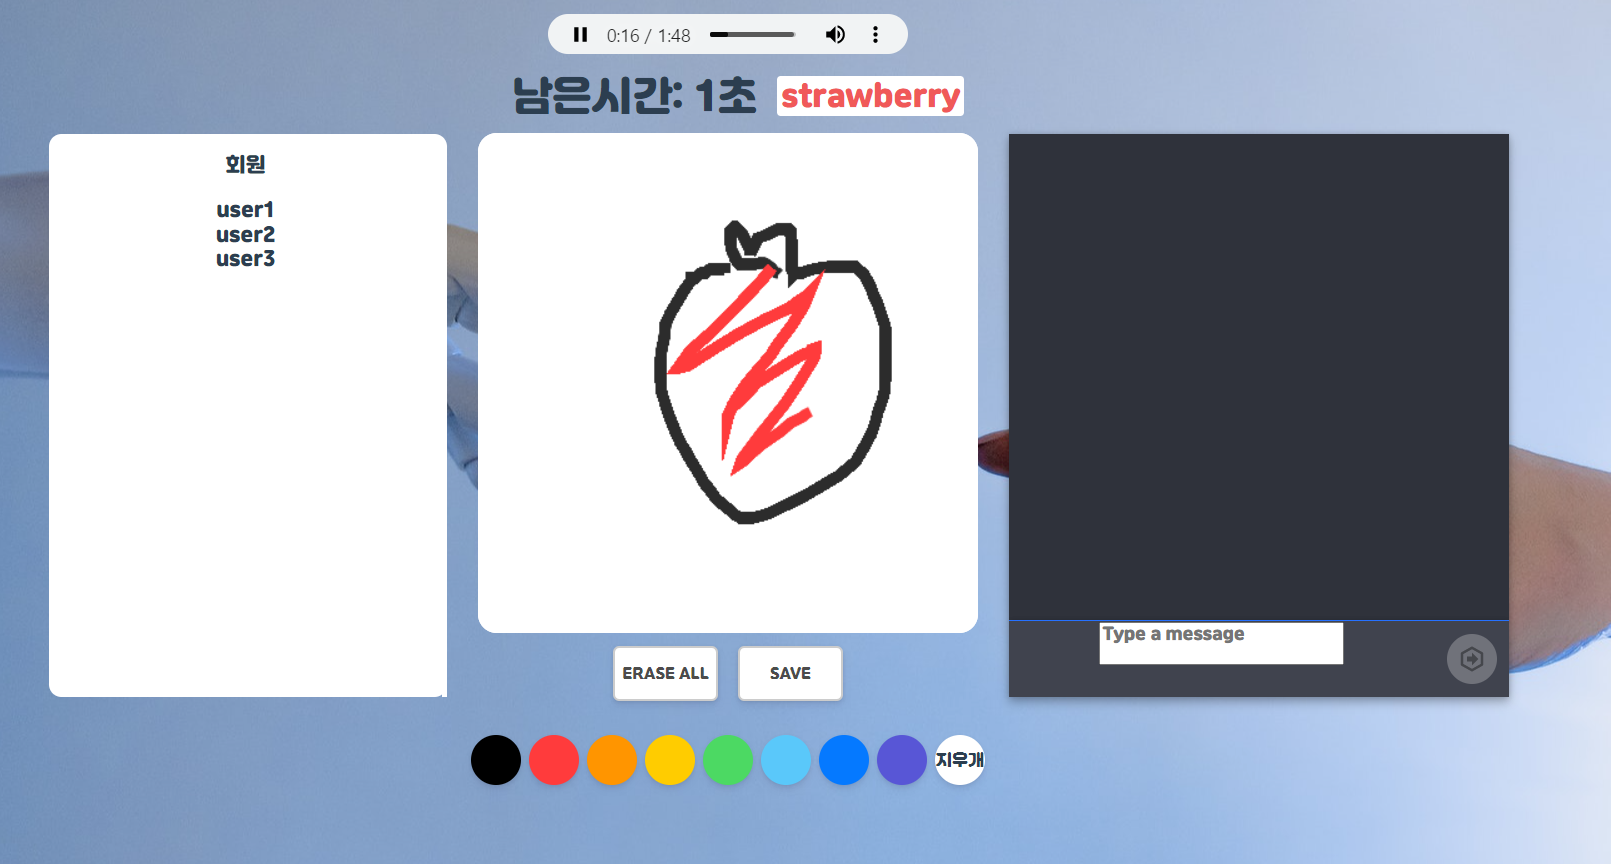 0:16 / 1:48
남은시간: 1초 strawberry
회원
user1
user2
user3
Type a message
ERASE ALL
SAVE
지우개